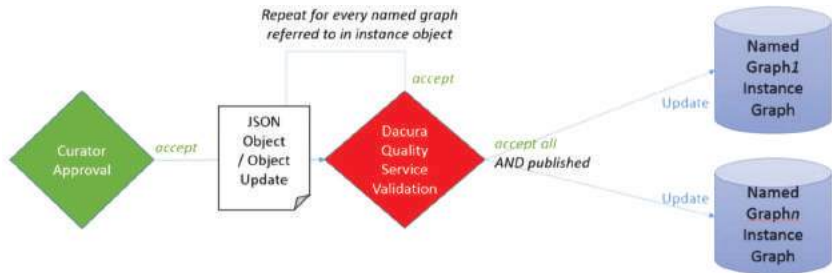 Repeat for every named graph
referred to in instance object
accept
Curator
Approval
accept
JSON
Object
/ Object
Update
Dacura
Quality
Service
Validation
accept all
AND published
Update
Named
Graph1
Instance
Graph
Update
Named
Graphn
Instance
Graph